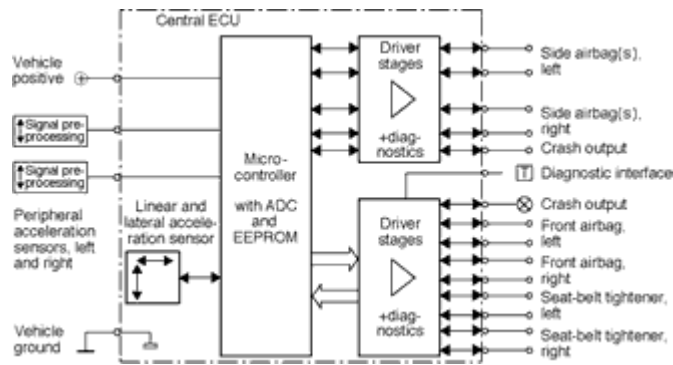 Central ECU
Vehicle
positive
Signal pre-
processing
Signal pre-
processing
Peripheral
acceleration
sensors, left
and right
Vehicle
ground
Linear and
lateral accele-
ration sensor
Micro-
controller
with ADC
and
EEPROM
Driver
stages
+diag-
nostics
Driver
stages
+diag-
nostics
Side airbag(s),
left
Side airbag(s),
right
Crash output
T Diagnostic interface
Crash output
Front airbag,
left
Front airbag,
right
Seat-belt tightener,
left
Seat-belt tightener,
right